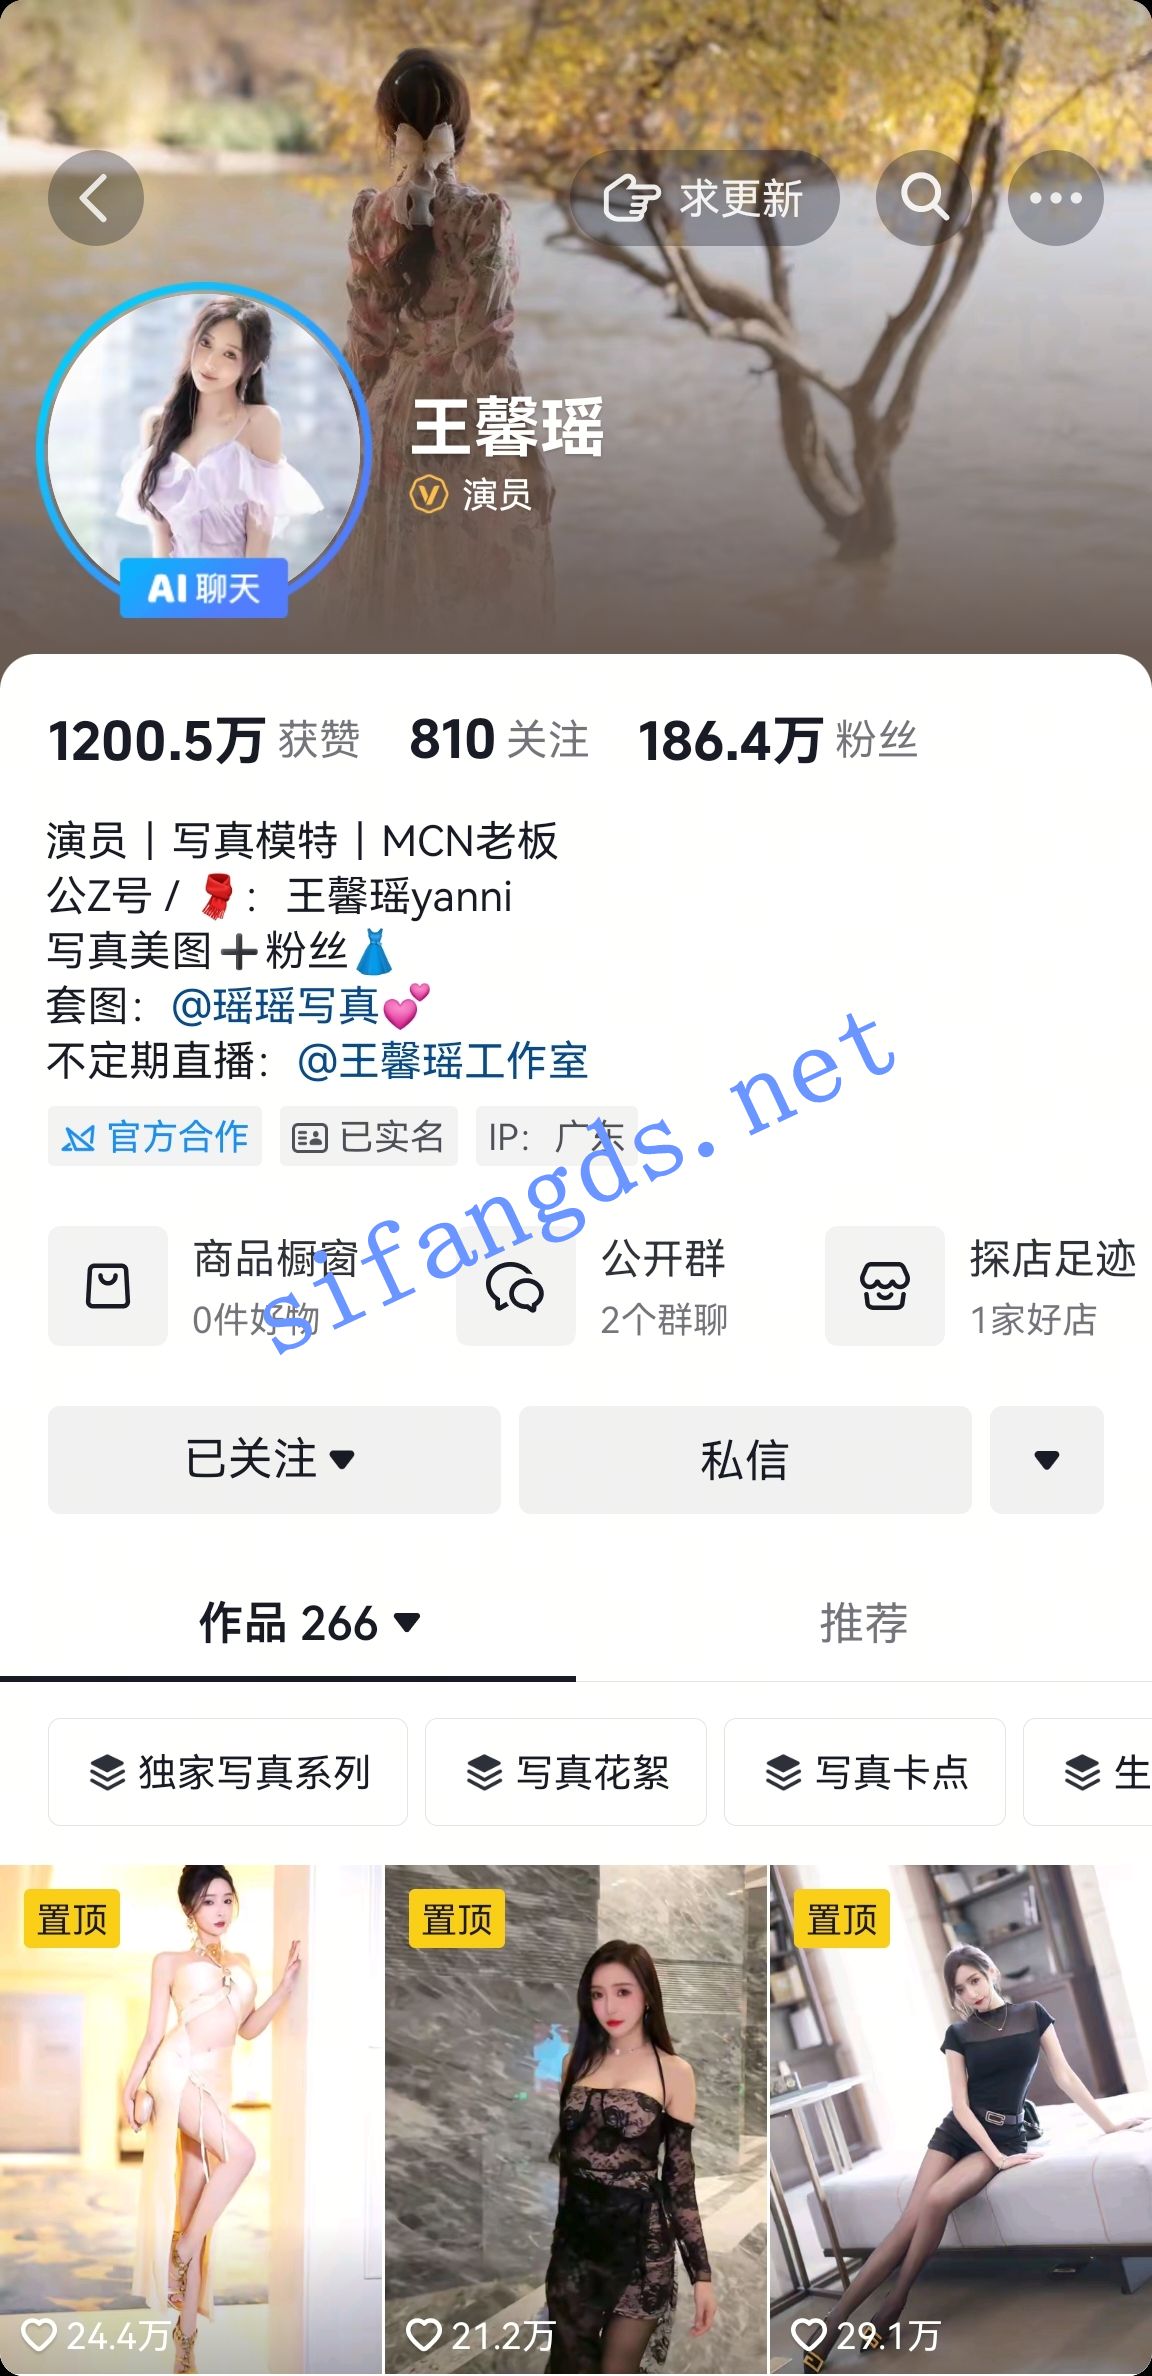 求更新
王馨瑶
演员
AI 聊天
1200.5万 获赞 810 关注 186.4万 粉丝
演员｜写真模特｜MCN老板
公Z号 / 🧣：王馨瑶yanni
写真美图➕粉丝👗
套图：@瑶瑶写真💕
不定期直播：@王馨瑶工作室
官方合作 已实名 IP：广东
sifangds.net
商品橱窗 公开群 探店足迹
0件好物 2个群聊 1家好店
已关注 私信
作品 266 推荐
独家写真系列 写真花絮 写真卡点 生
置顶 置顶 置顶
24.4万 21.2万 29.1万